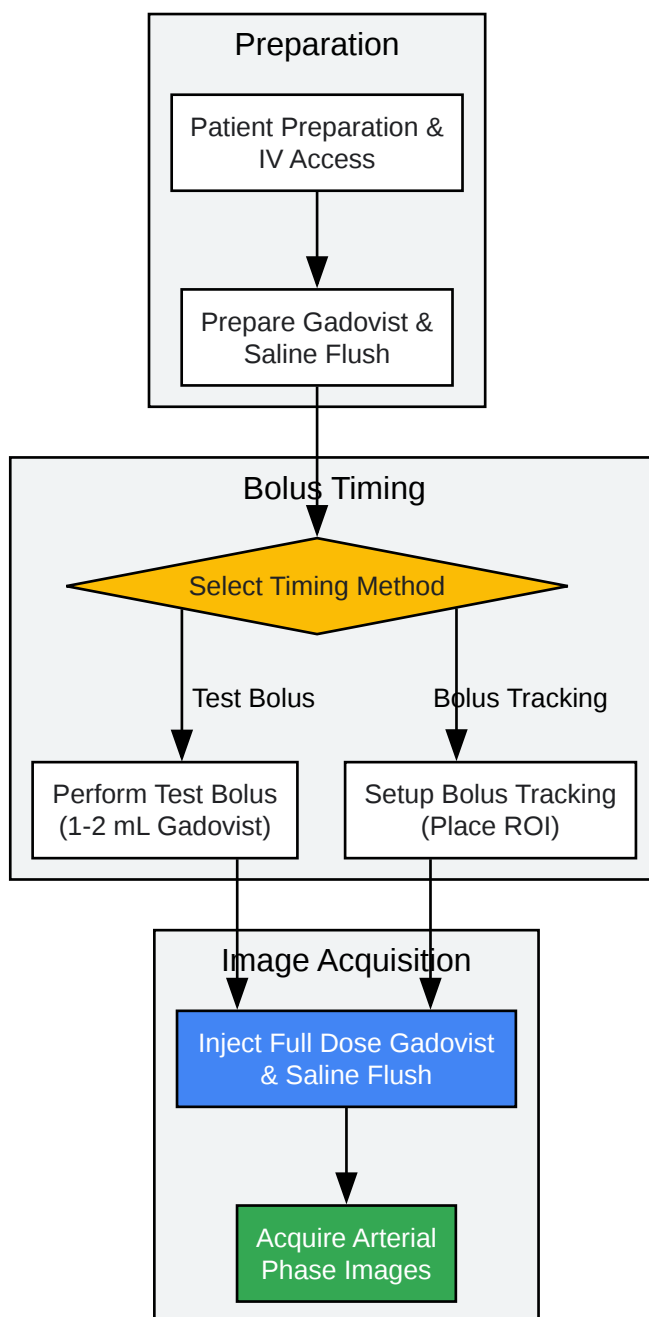 Preparation
Patient Preparation &
IV Access
Prepare Gadovist &
Saline Flush
Bolus Timing
Select Timing Method
Test Bolus
Bolus Tracking
Perform Test Bolus
(1-2 mL Gadovist)
Setup Bolus Tracking
(Place ROI)
Image Acquisition
Inject Full Dose Gadovist
& Saline Flush
Acquire Arterial
Phase Images